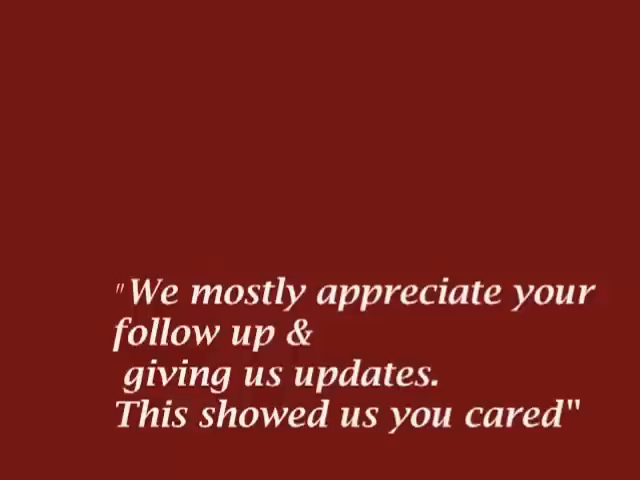 "We mostly appreciate your
follow up &
giving us updates.
This showed us you cared"